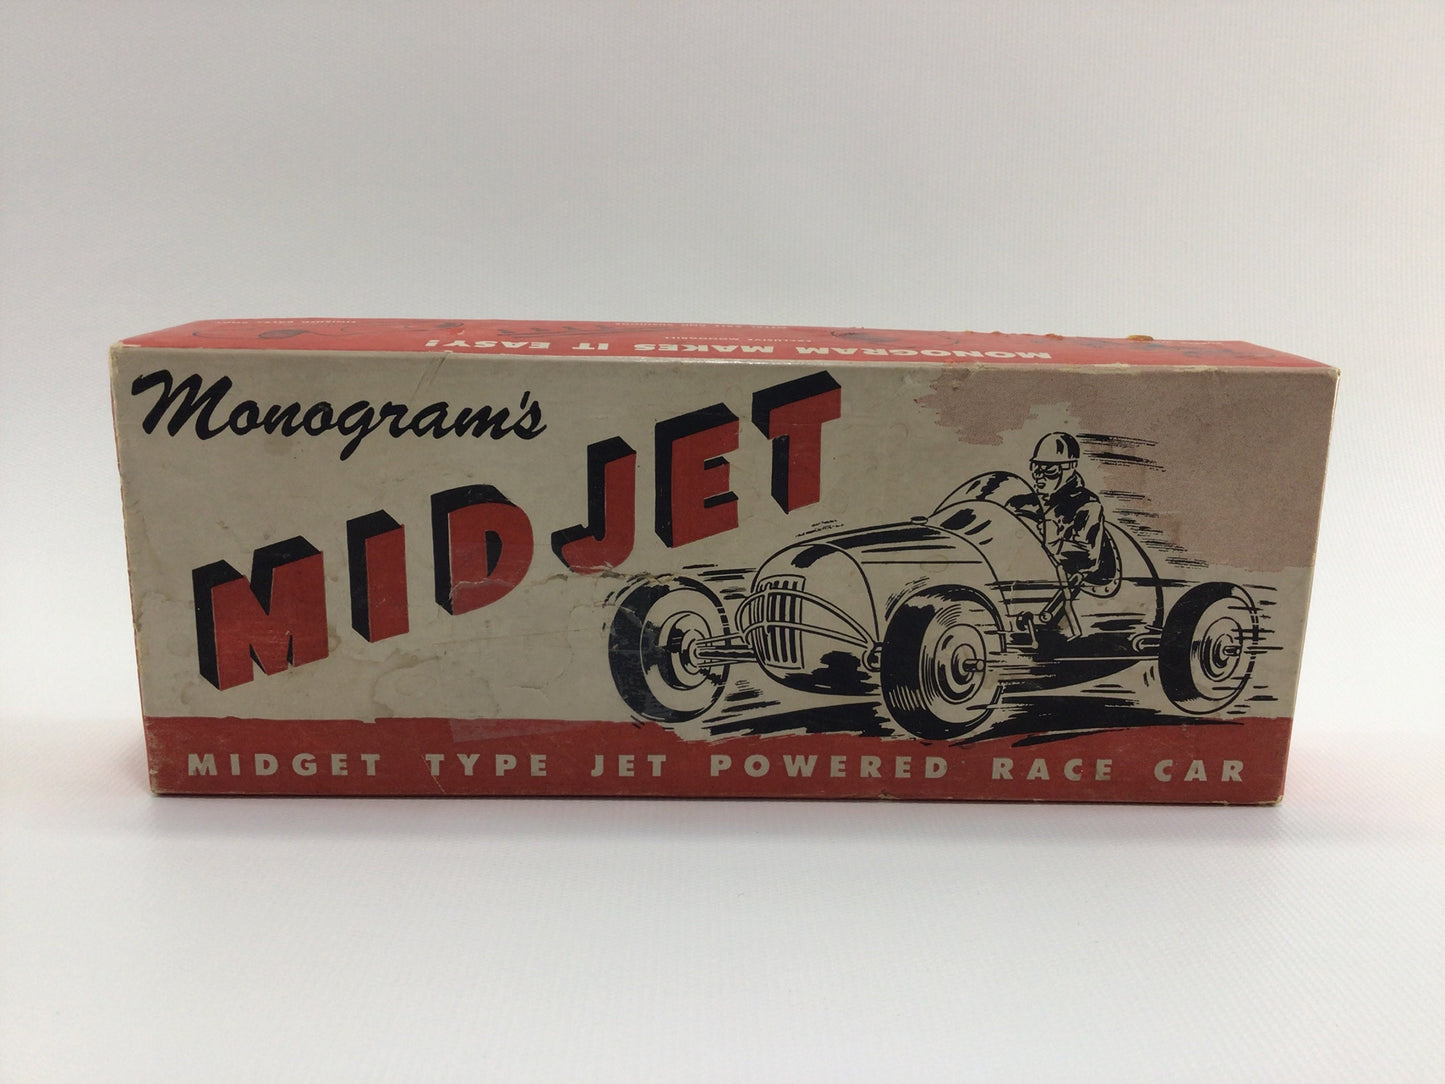 MONOGRAM MAKES IT EASY!
Monogram's
MIDJET
MIDGET TYPE JET POWERED RACE CAR